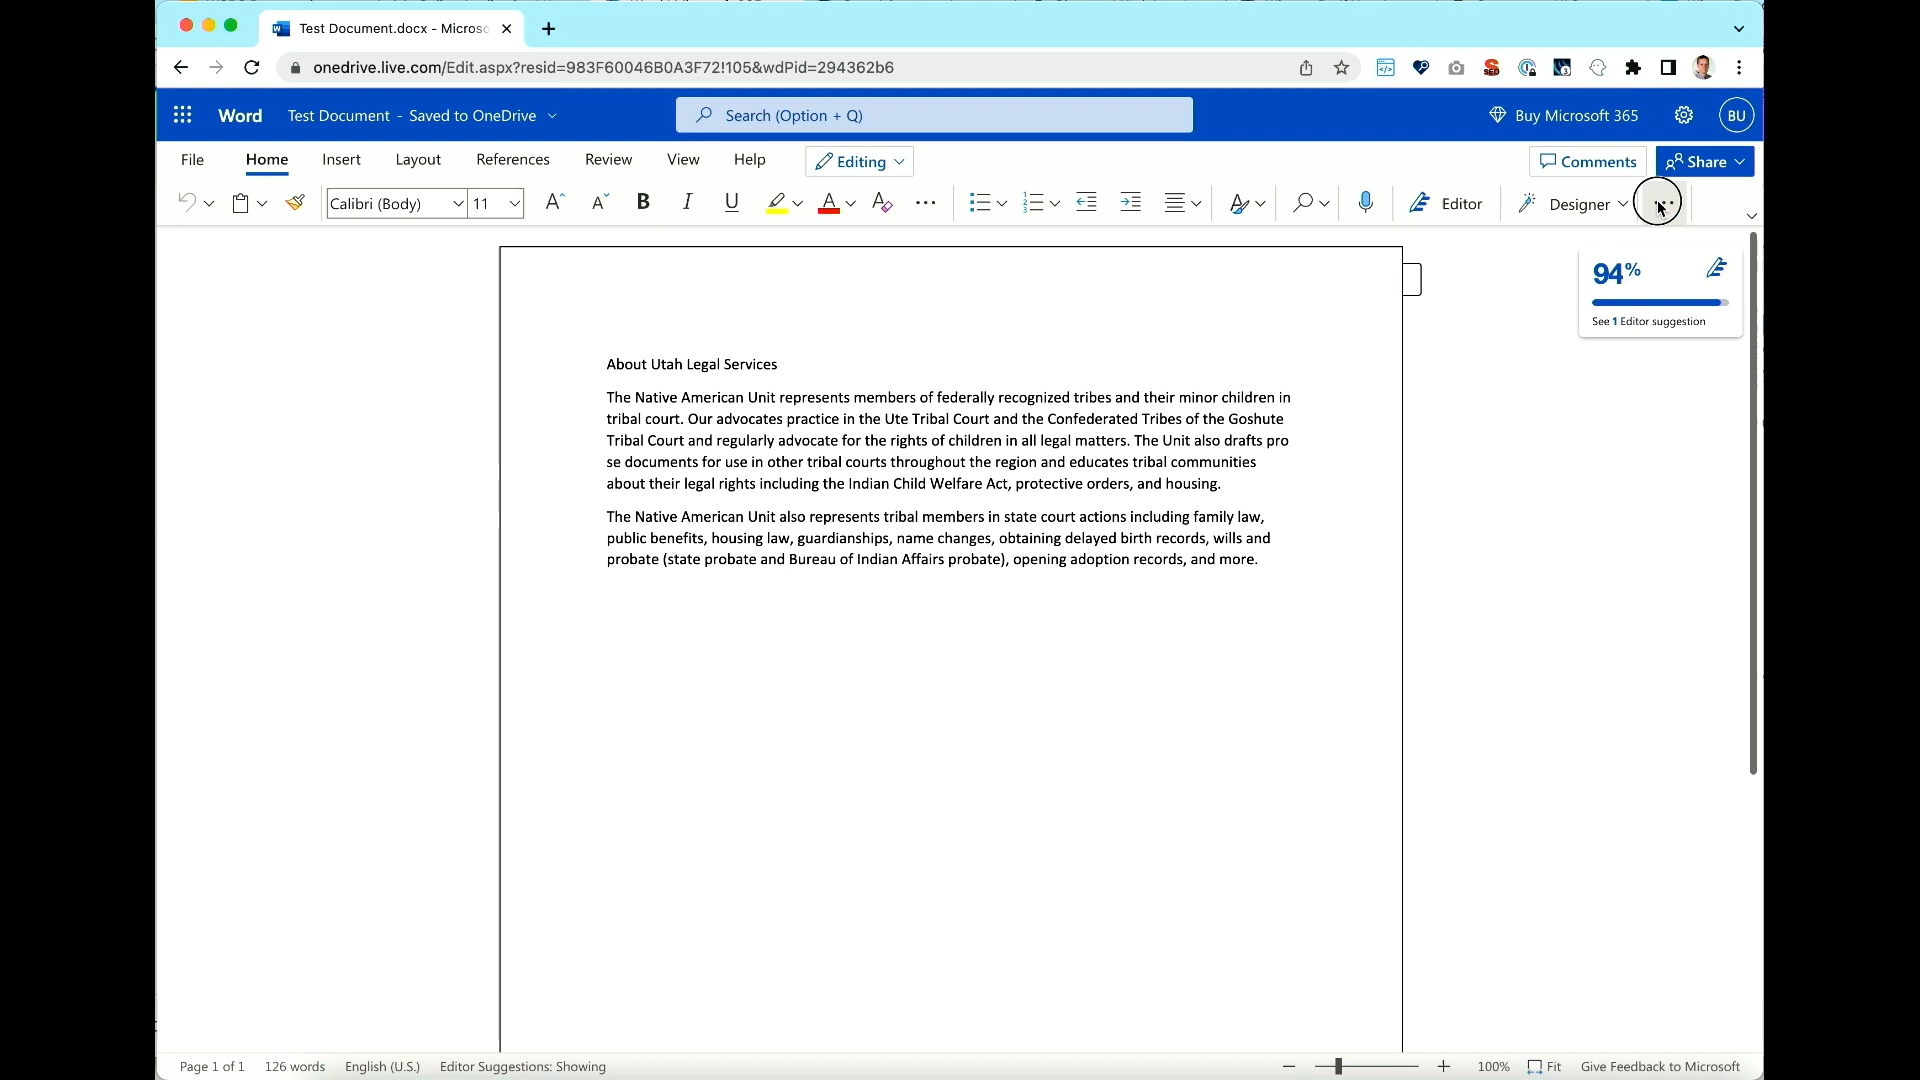 Test Document.docx - Microso
onedrive.live.com/Edit.aspx?resid=983F60046B0A3F72!105&wdPid=294362b6
Word Test Document - Saved to OneDrive Search (Option + Q) Buy Microsoft 365 BU
File Home Insert Layout References Review View Help Editing Comments Share
Calibri (Body) 11 A A B I U A A Editor Designer
94%
See 1 Editor suggestion
About Utah Legal Services
The Native American Unit represents members of federally recognized tribes and their minor children in
tribal court. Our advocates practice in the Ute Tribal Court and the Confederated Tribes of the Goshute
Tribal Court and regularly advocate for the rights of children in all legal matters. The Unit also drafts pro
se documents for use in other tribal courts throughout the region and educates tribal communities
about their legal rights including the Indian Child Welfare Act, protective orders, and housing.
The Native American Unit also represents tribal members in state court actions including family law,
public benefits, housing law, guardianships, name changes, obtaining delayed birth records, wills and
probate (state probate and Bureau of Indian Affairs probate), opening adoption records, and more.
Page 1 of 1 126 words English (U.S.) Editor Suggestions: Showing 100% Fit Give Feedback to Microsoft